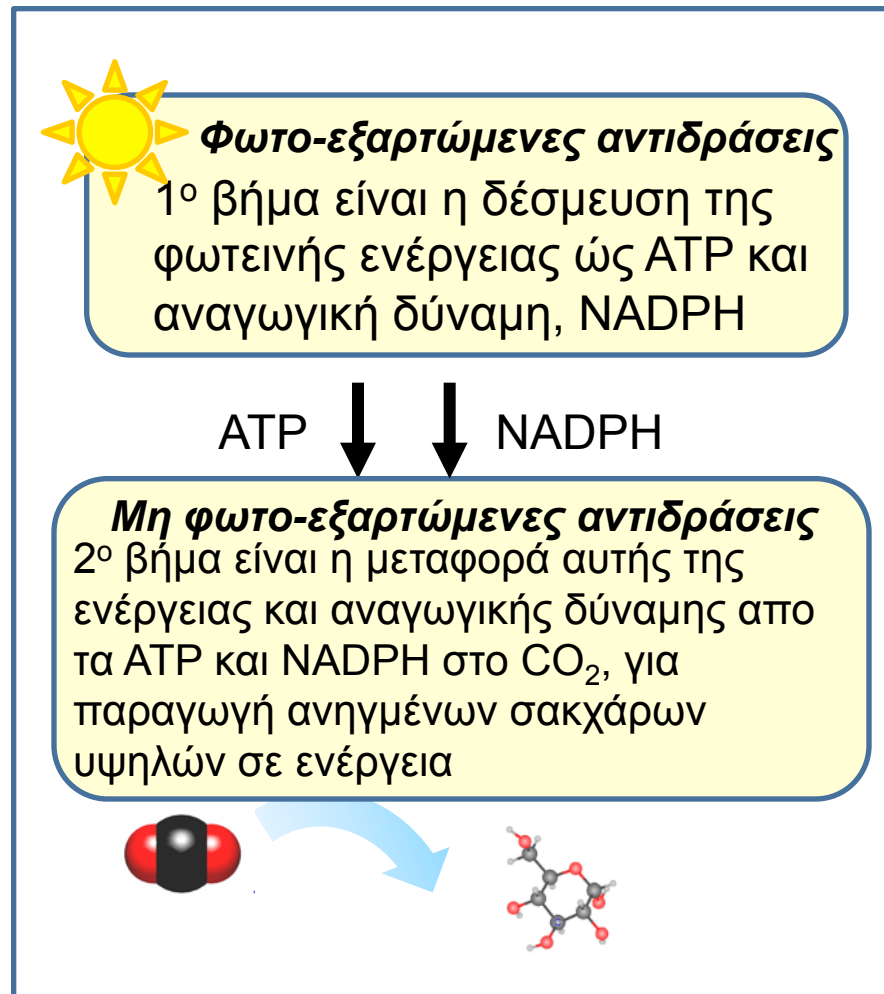 Φωτο-εξαρτώμενες αντιδράσεις
1ο βήμα είναι η δέσμευση της
φωτεινής ενέργειας ώς ATP και
αναγωγική δύναμη, NADPH
ATP NADPH
Μη φωτο-εξαρτώμενες αντιδράσεις
2ο βήμα είναι η μεταφορά αυτής της
ενέργειας και αναγωγικής δύναμης απο
τα ATP και NADPH στο CO₂, για
παραγωγή ανηγμένων σακχάρων
υψηλών σε ενέργεια